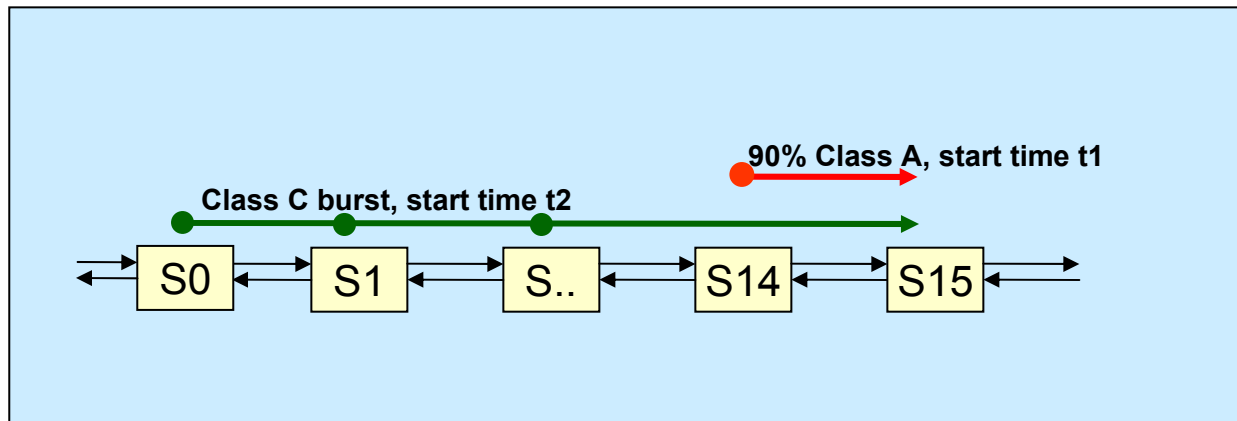 90% Class A, start time t1
Class C burst, start time t2
S0 S1 S.. S14 S15